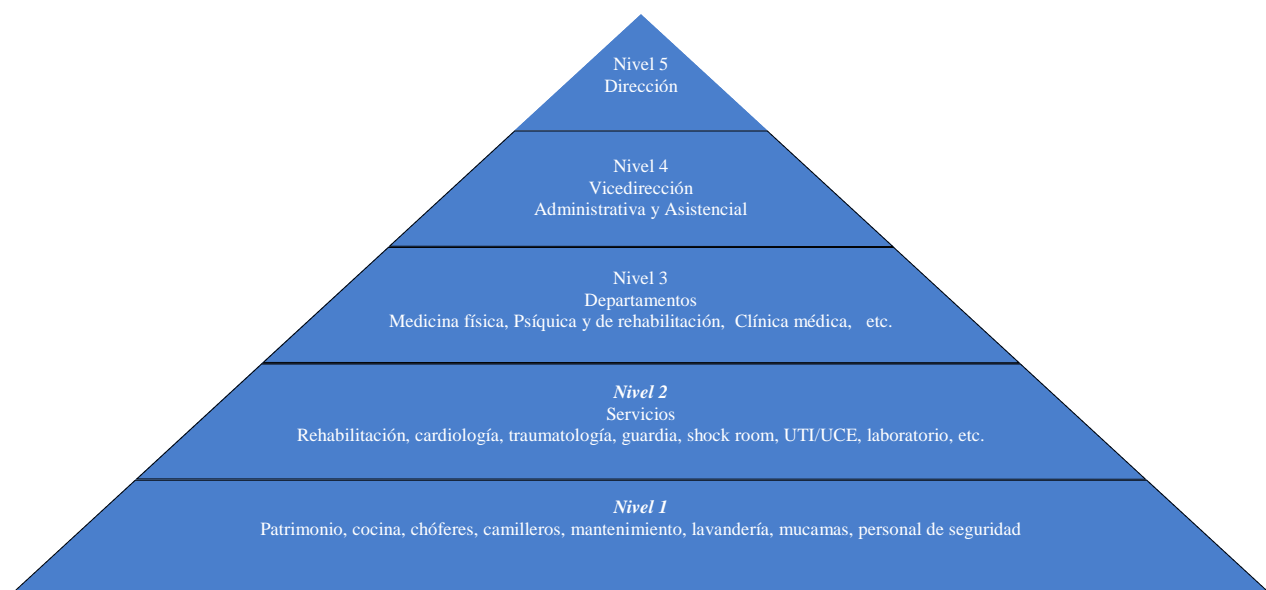 Nivel 5
Dirección
Nivel 4
Vicedirección
Administrativa y Asistencial
Nivel 3
Departamentos
Medicina física, Psíquica y de rehabilitación, Clínica médica, etc.
Nivel 2
Servicios
Rehabilitación, cardiología, traumatología, guardia, shock room, UTI/UCE, laboratorio, etc.
Nivel 1
Patrimonio, cocina, chóferes, camilleros, mantenimiento, lavandería, mucamas, personal de seguridad